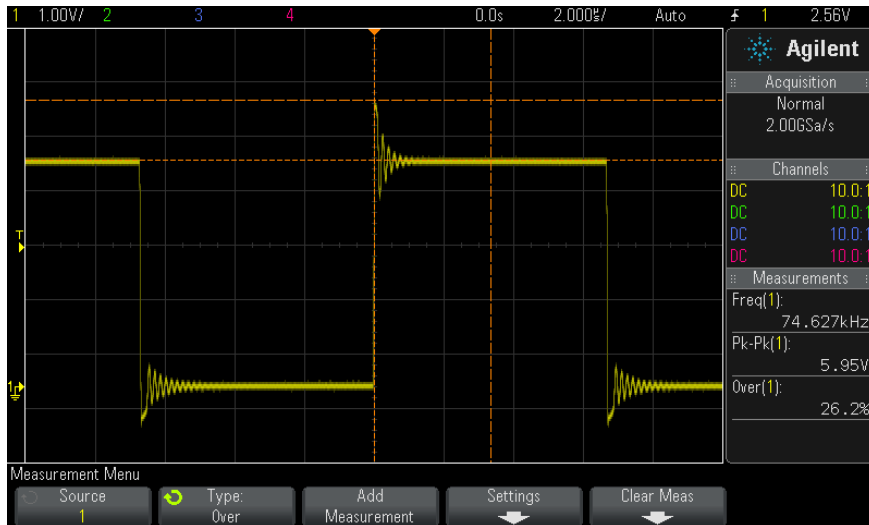 1 1.00V/ 2 3 4 0.0s 2.000㎲/ Auto 1 2.56V
Agilent
Acquisition
Normal
2.00GSa/s
Channels
DC 10.0:1
DC 10.0:1
DC 10.0:1
DC 10.0:1
Measurements
Freq(1):
74.627kHz
Pk-Pk(1):
5.95V
Over(1):
26.2%
T
1
Measurement Menu
Source
1
Type:
Over
Add
Measurement
Settings
Clear Meas